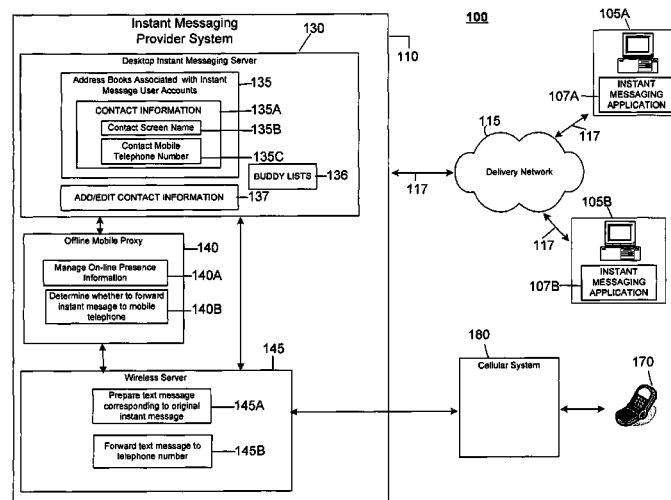 Instant Messaging
Provider System
130
110
Desktop Instant Messaging Server
Address Books Associated with Instant
Message User Accounts
135
CONTACT INFORMATION
135A
Contact Screen Name
135B
Contact Mobile
Telephone Number
135C
BUDDY LISTS
136
ADD/EDIT CONTACT INFORMATION
137
Offline Mobile Proxy
140
Manage On-line Presence
Information
140A
Determine whether to forward
instant mesage to mobile
telephone
140B
145
Wireless Server
Prepare text message
corresponding to original
instant message
145A
Forward text message to
telephone number
145B
100
105A
107A
INSTANT
MESSAGING
APPLICATION
115
117
Delivery Network
117
117
105B
107B
INSTANT
MESSAGING
APPLICATION
180
Cellular System
170